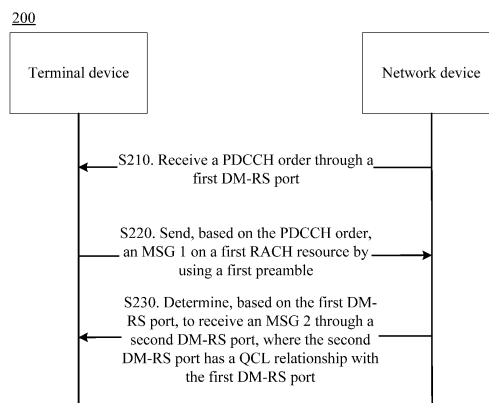 200
Terminal device
Network device
S210. Receive a PDCCH order through a
first DM-RS port
S220. Send, based on the PDCCH order,
an MSG 1 on a first RACH resource by
using a first preamble
S230. Determine, based on the first DM-
RS port, to receive an MSG 2 through a
second DM-RS port, where the second
DM-RS port has a QCL relationship with
the first DM-RS port